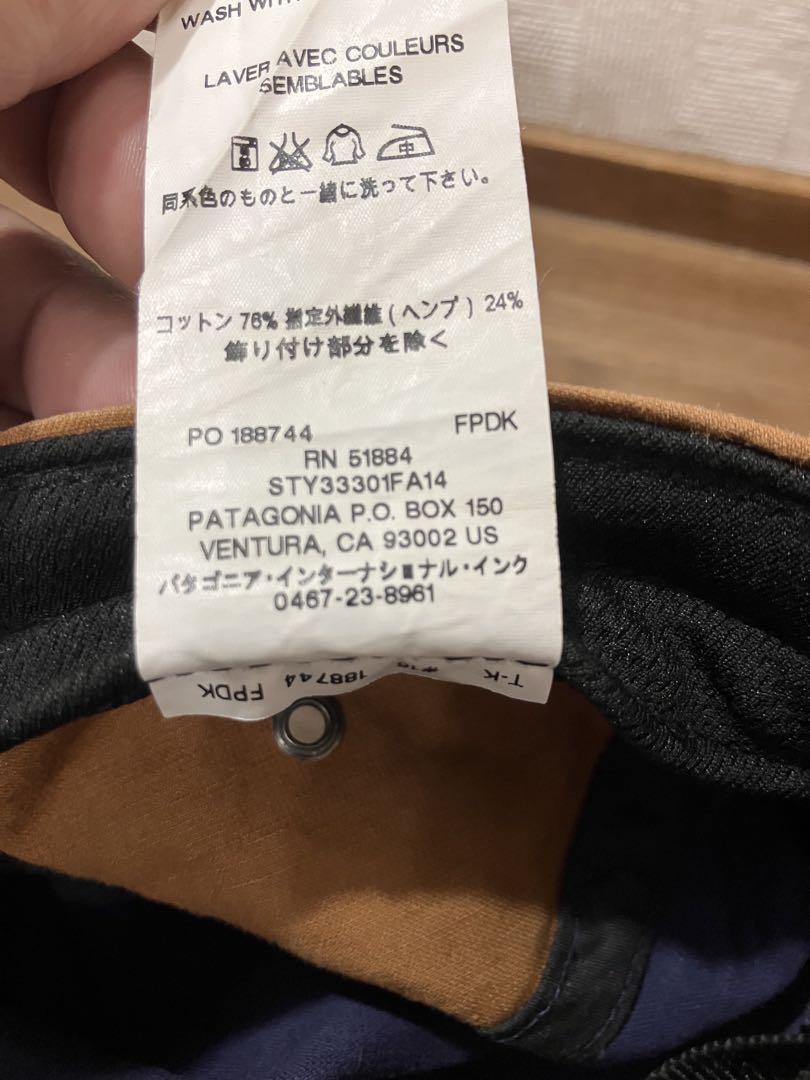 WASH WITH
LAVER AVEC COULEURS
SEMBLABLES
中
同系色のものと一緒に洗って下さい。
コットン 76% 指定外繊維 (ヘンプ) 24%
飾り付け部分を除く
PO 188744 FPDK
RN 51884
STY33301FA14
PATAGONIA P.O. BOX 150
VENTURA, CA 93002 US
パタゴニア・インターナショナル・インク
0467-23-8961
T-K 188744 FPDK